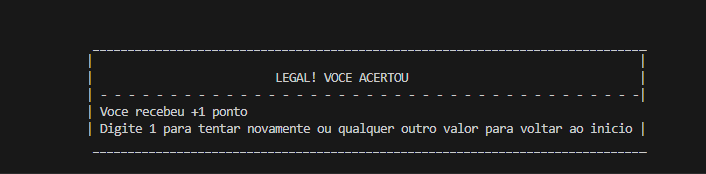 LEGAL! VOCE ACERTOU
Voce recebeu +1 ponto
Digite 1 para tentar novamente ou qualquer outro valor para voltar ao inicio